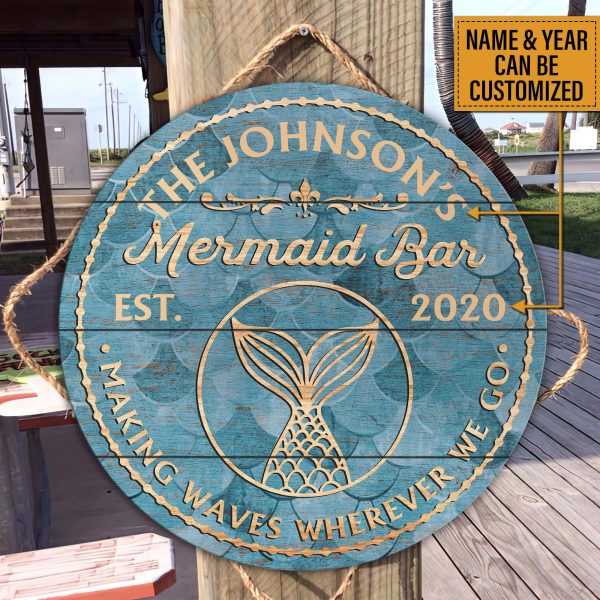 NAME & YEAR
CAN BE
CUSTOMIZED
THE JOHNSON'S
Mermaid Bar
EST. 2020
• MAKING WAVES WHEREVER WE GO •